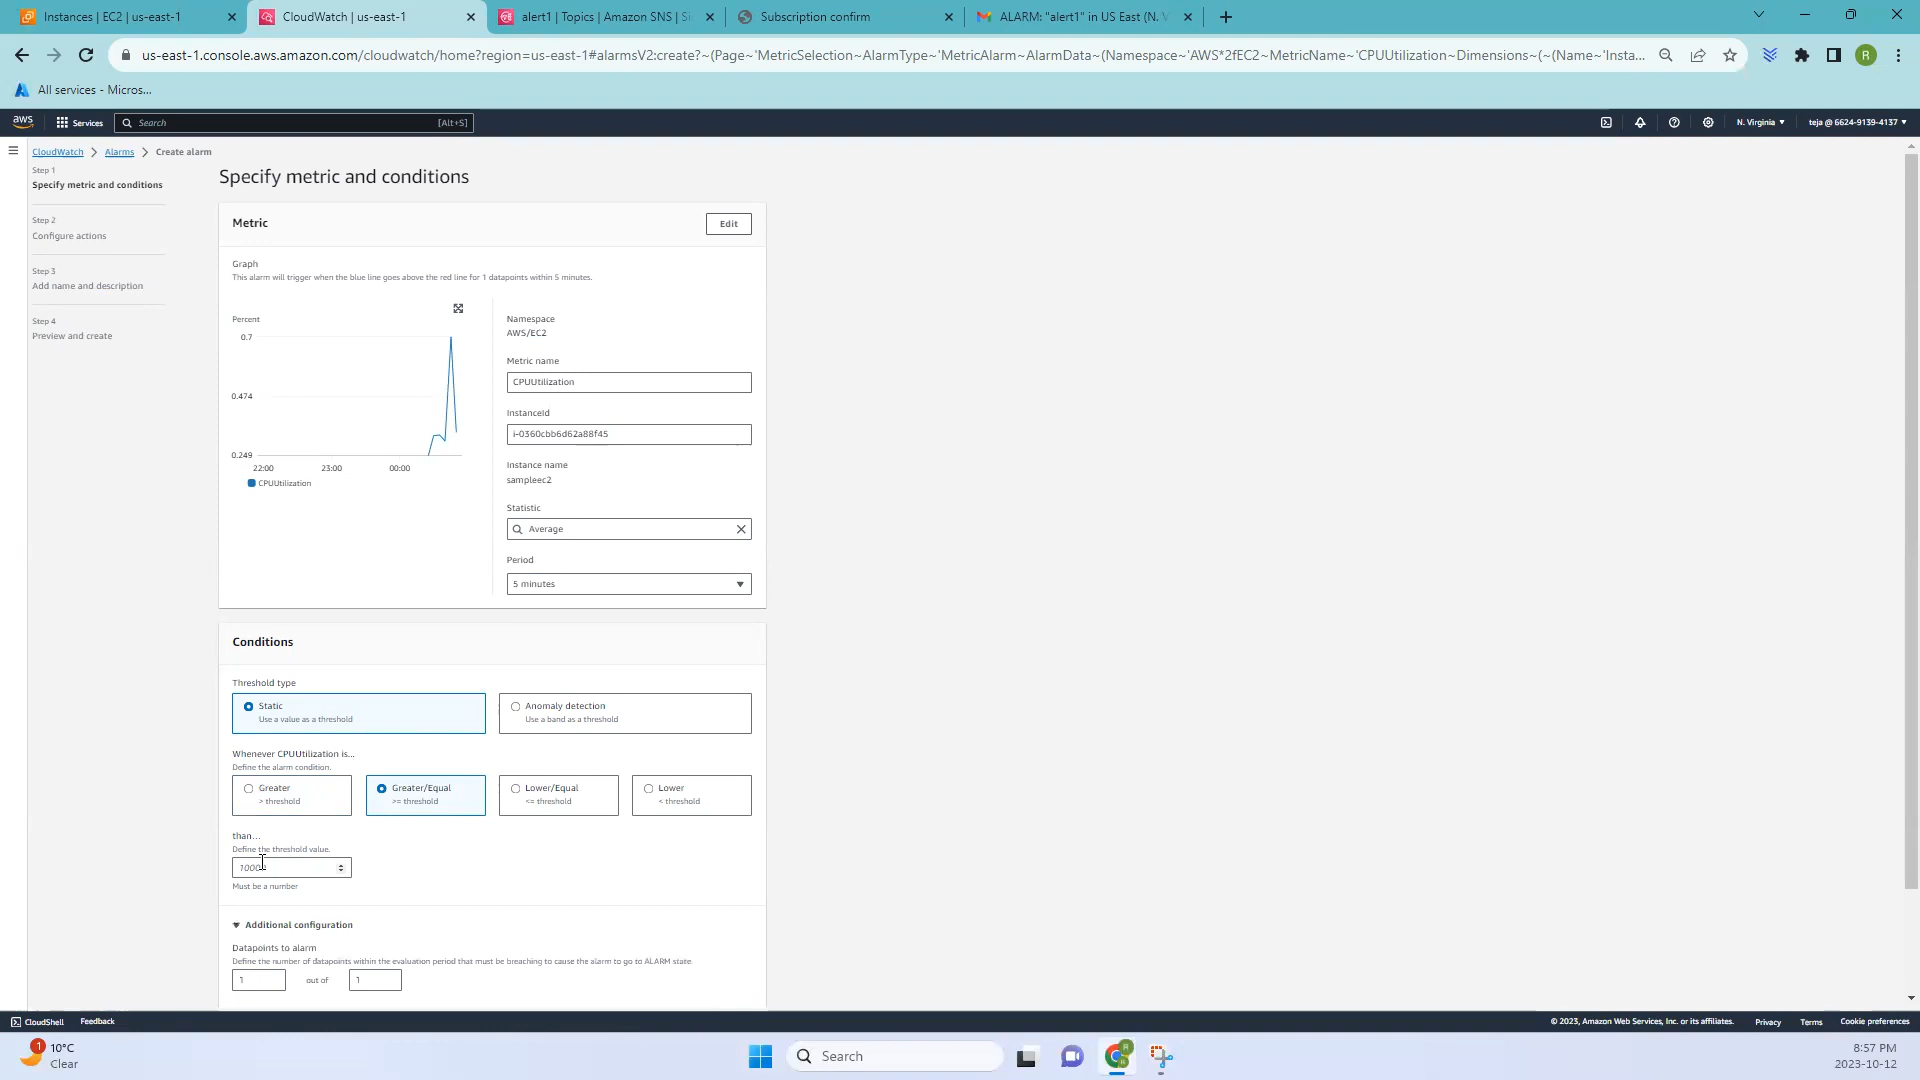 Instances | EC2 | us-east-1
CloudWatch | us-east-1
alert1 | Topics | Amazon SNS | Si
Subscription confirm
ALARM: "alert1" in US East (N. V
us-east-1.console.aws.amazon.com/cloudwatch/home?region=us-east-1#alarmsV2:create?~(Page~'MetricSelection~AlarmType~'MetricAlarm~AlarmData~(Namespace~'AWS*2fEC2~MetricName~'CPUUtilization~Dimensions~(~(Name~'Insta...
R
All services - Micros...
aws
Services
Search
[Alt+S]
N. Virginia
teja @ 6624-9139-4137
CloudWatch
Alarms
Create alarm
Step 1
Specify metric and conditions
Step 2
Configure actions
Step 3
Add name and description
Step 4
Preview and create
Specify metric and conditions
Metric
Edit
Graph
This alarm will trigger when the blue line goes above the red line for 1 datapoints within 5 minutes.
Percent
0.7
0.474
0.249
22:00
23:00
00:00
CPUUtilization
Namespace
AWS/EC2
Metric name
CPUUtilization
InstanceId
i-0360cbb6d62a88f45
Instance name
sampleec2
Statistic
Average
Period
5 minutes
Conditions
Threshold type
Static
Use a value as a threshold
Anomaly detection
Use a band as a threshold
Whenever CPUUtilization is...
Define the alarm condition.
Greater
> threshold
Greater/Equal
>= threshold
Lower/Equal
<= threshold
Lower
< threshold
than...
Define the threshold value.
Must be a number
Additional configuration
Datapoints to alarm
Define the number of datapoints within the evaluation period that must be breaching to cause the alarm to go to ALARM state.
1
out of
1
CloudShell
Feedback
© 2023, Amazon Web Services, Inc. or its affiliates.
Privacy
Terms
Cookie preferences
1
10°C
Clear
Search
8:57 PM
2023-10-12